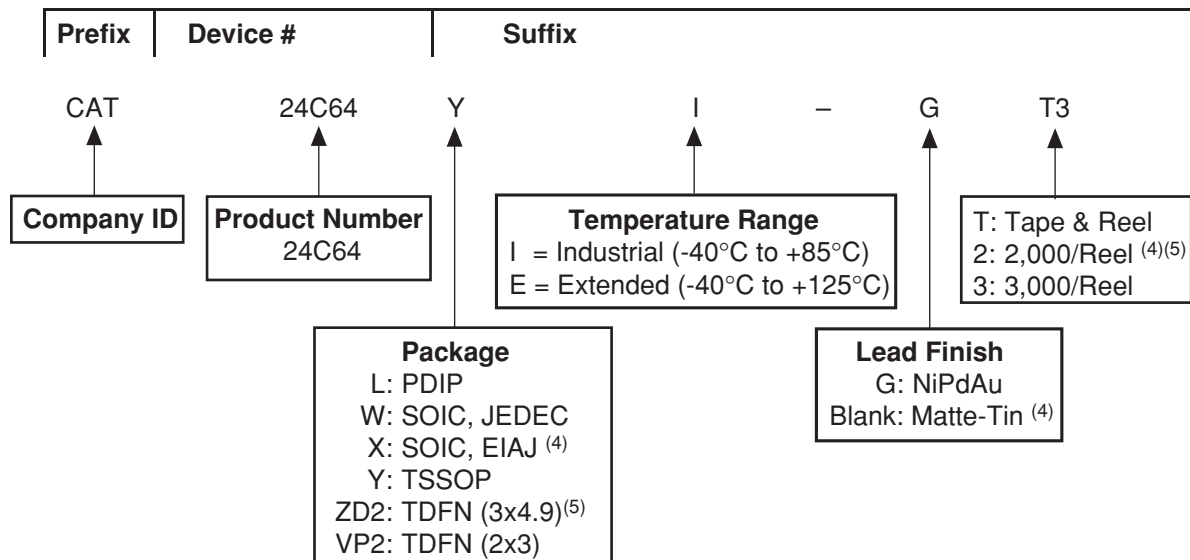 Prefix Device # Suffix
CAT 24C64 Y I – G T3
Company ID
Product Number
24C64
Temperature Range
I = Industrial (-40°C to +85°C)
E = Extended (-40°C to +125°C)
T: Tape & Reel
2: 2,000/Reel (4)(5)
3: 3,000/Reel
Package
L: PDIP
W: SOIC, JEDEC
X: SOIC, EIAJ (4)
Y: TSSOP
ZD2: TDFN (3x4.9)(5)
VP2: TDFN (2x3)
Lead Finish
G: NiPdAu
Blank: Matte-Tin (4)